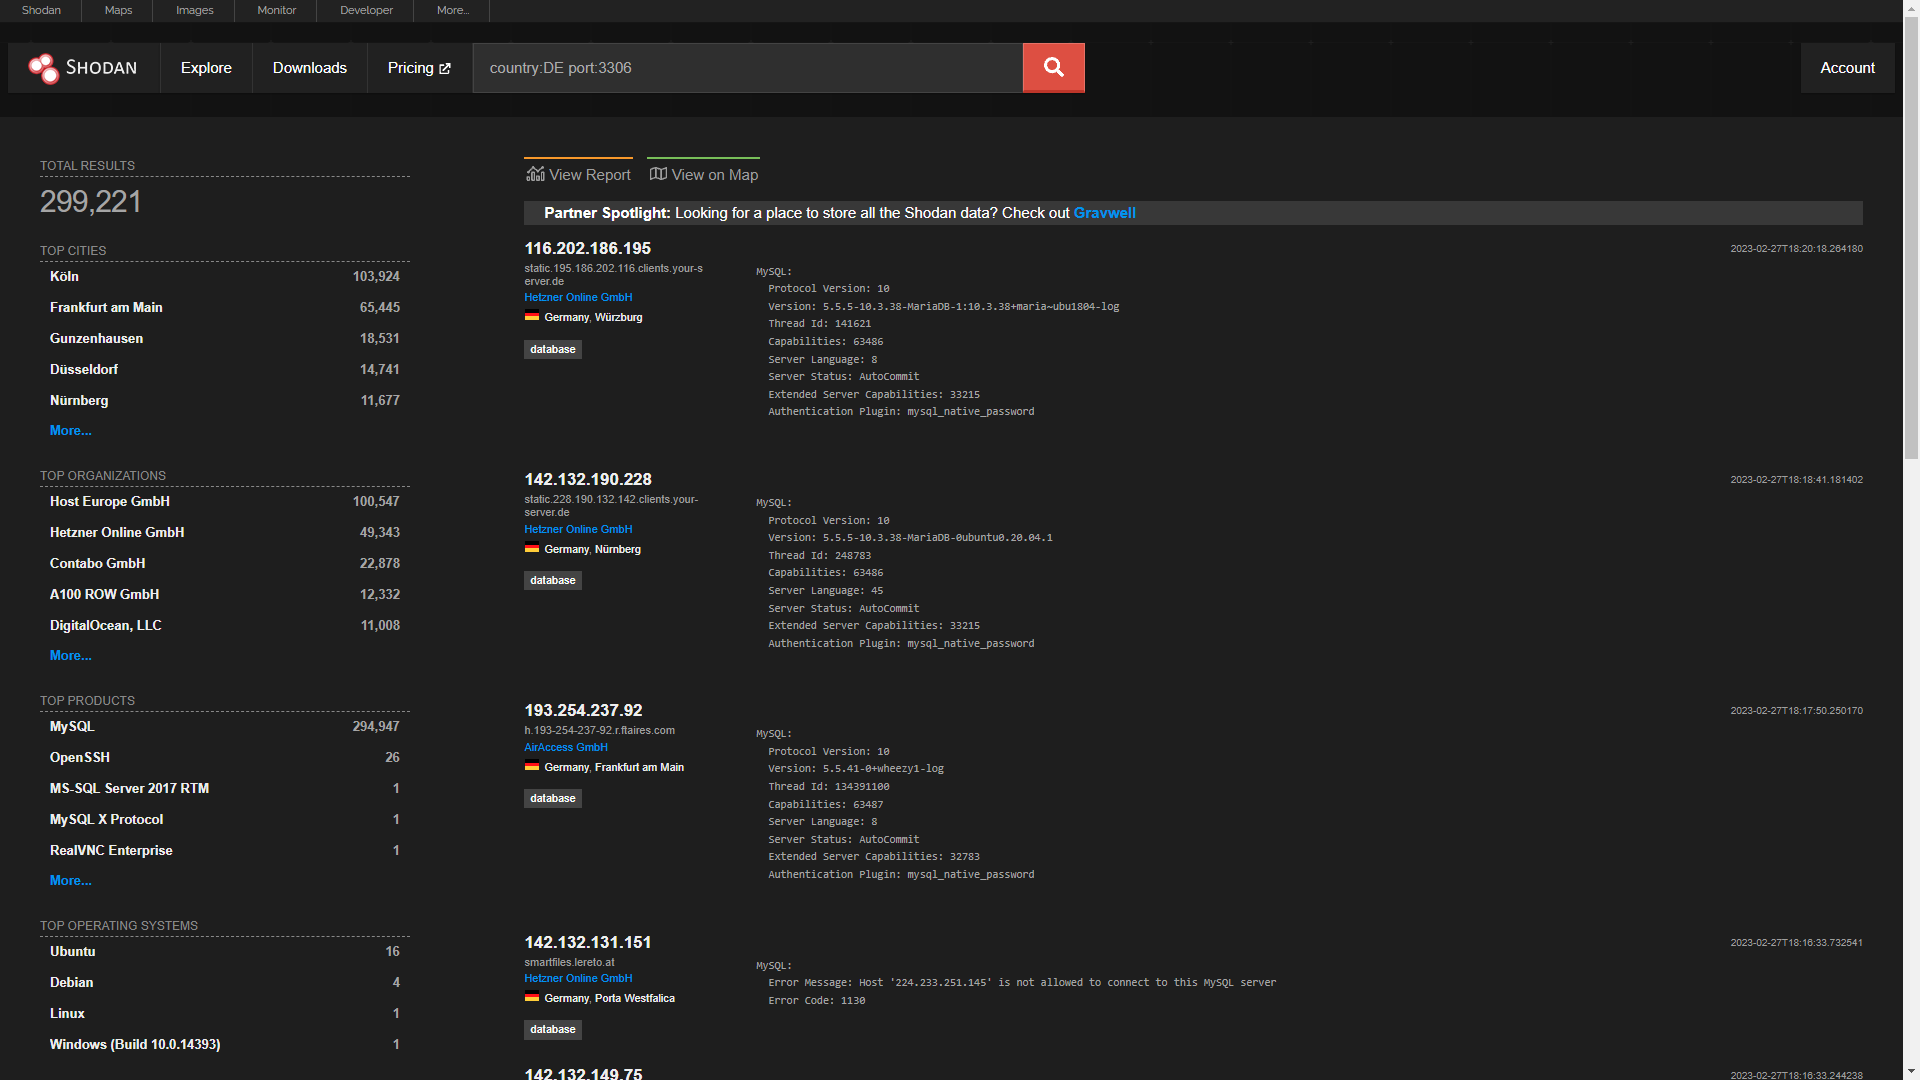 Shodan Maps Images Monitor Developer More...
SHODAN Explore Downloads Pricing country:DE port:3306 Account
TOTAL RESULTS
299,221
TOP CITIES
Köln 103,924
Frankfurt am Main 65,445
Gunzenhausen 18,531
Düsseldorf 14,741
Nürnberg 11,677
More...
TOP ORGANIZATIONS
Host Europe GmbH 100,547
Hetzner Online GmbH 49,343
Contabo GmbH 22,878
A100 ROW GmbH 12,332
DigitalOcean, LLC 11,008
More...
TOP PRODUCTS
MySQL 294,947
OpenSSH 26
MS-SQL Server 2017 RTM 1
MySQL X Protocol 1
RealVNC Enterprise 1
More...
TOP OPERATING SYSTEMS
Ubuntu 16
Debian 4
Linux 1
Windows (Build 10.0.14393) 1
View Report View on Map
Partner Spotlight: Looking for a place to store all the Shodan data? Check out Gravwell
116.202.186.195
2023-02-27T18:20:18.264180
static.195.186.202.116.clients.your-s
erver.de
Hetzner Online GmbH
Germany, Würzburg
database
MySQL:
Protocol Version: 10
Version: 5.5.5-10.3.38-MariaDB-1:10.3.38+maria~ubu1804-log
Thread Id: 141621
Capabilities: 63486
Server Language: 8
Server Status: AutoCommit
Extended Server Capabilities: 33215
Authentication Plugin: mysql_native_password
142.132.190.228
2023-02-27T18:18:41.181402
static.228.190.132.142.clients.your-
server.de
Hetzner Online GmbH
Germany, Nürnberg
database
MySQL:
Protocol Version: 10
Version: 5.5.5-10.3.38-MariaDB-0ubuntu0.20.04.1
Thread Id: 248783
Capabilities: 63486
Server Language: 45
Server Status: AutoCommit
Extended Server Capabilities: 33215
Authentication Plugin: mysql_native_password
193.254.237.92
2023-02-27T18:17:50.250170
h.193-254-237-92.r.ftaires.com
AirAccess GmbH
Germany, Frankfurt am Main
database
MySQL:
Protocol Version: 10
Version: 5.5.41-0+wheezy1-log
Thread Id: 134391100
Capabilities: 63487
Server Language: 8
Server Status: AutoCommit
Extended Server Capabilities: 32783
Authentication Plugin: mysql_native_password
142.132.131.151
2023-02-27T18:16:33.732541
smartfiles.lereto.at
Hetzner Online GmbH
Germany, Porta Westfalica
database
MySQL:
Error Message: Host '224.233.251.145' is not allowed to connect to this MySQL server
Error Code: 1130
142.132.149.75
2023-02-27T18:16:33.244238